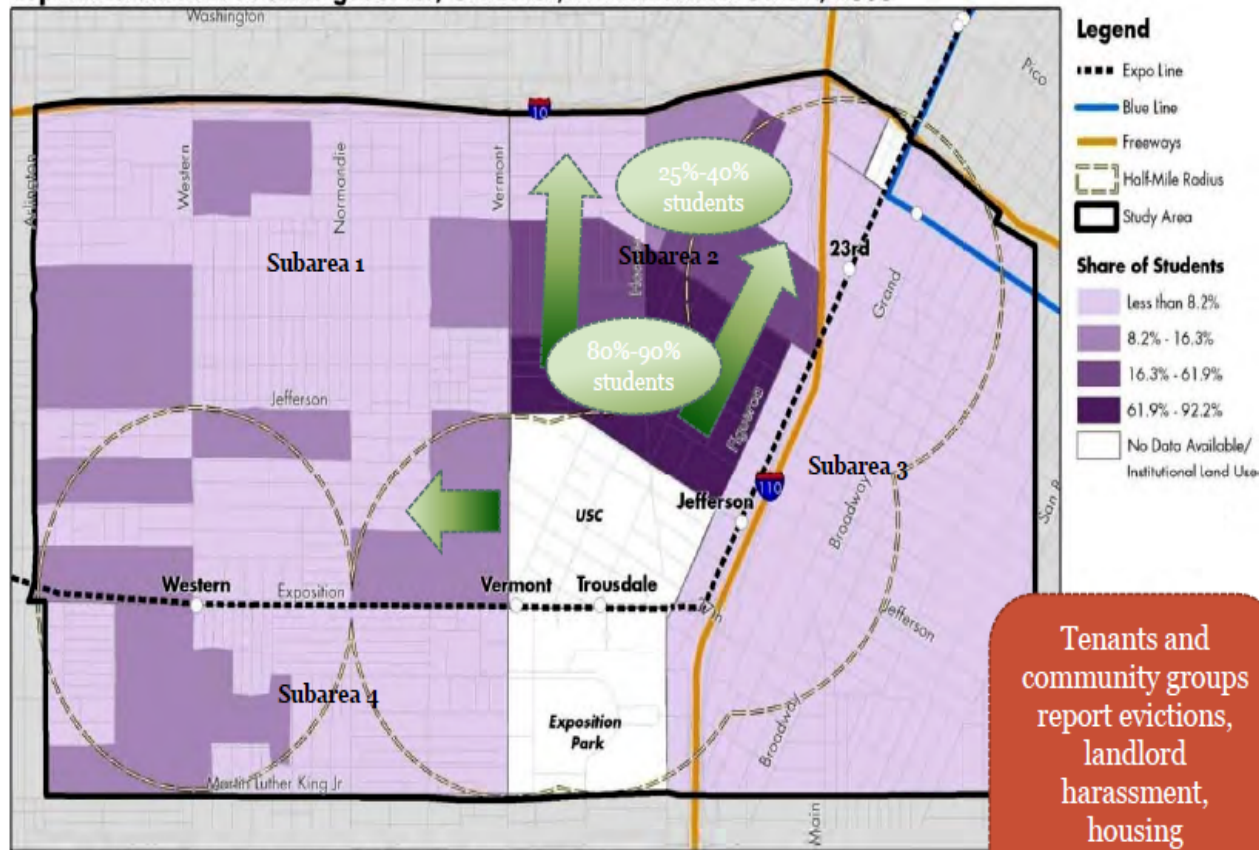 Washington
Legend
Expo Line
Blue Line
Freeways
Half-Mile Radius
Study Area
Share of Students
Less than 8.2%
8.2% - 16.3%
16.3% - 61.9%
61.9% - 92.2%
No Data Available/
Institutional Land Use
Pico
10
Arlington
Western
Normandie
Vermont
25%-40%
students
Subarea 1
Subarea 2
23rd
Grand
80%-90%
students
Jefferson
Figueroa
110
Subarea 3
Broadway
San
USC
Jefferson
Western
Exposition
Vermont
Trousdale
37th
Jefferson
Subarea 4
Exposition
Park
Broadway
Martin Luther King Jr
Main
Tenants and
community groups
report evictions,
landlord
harassment,
housing